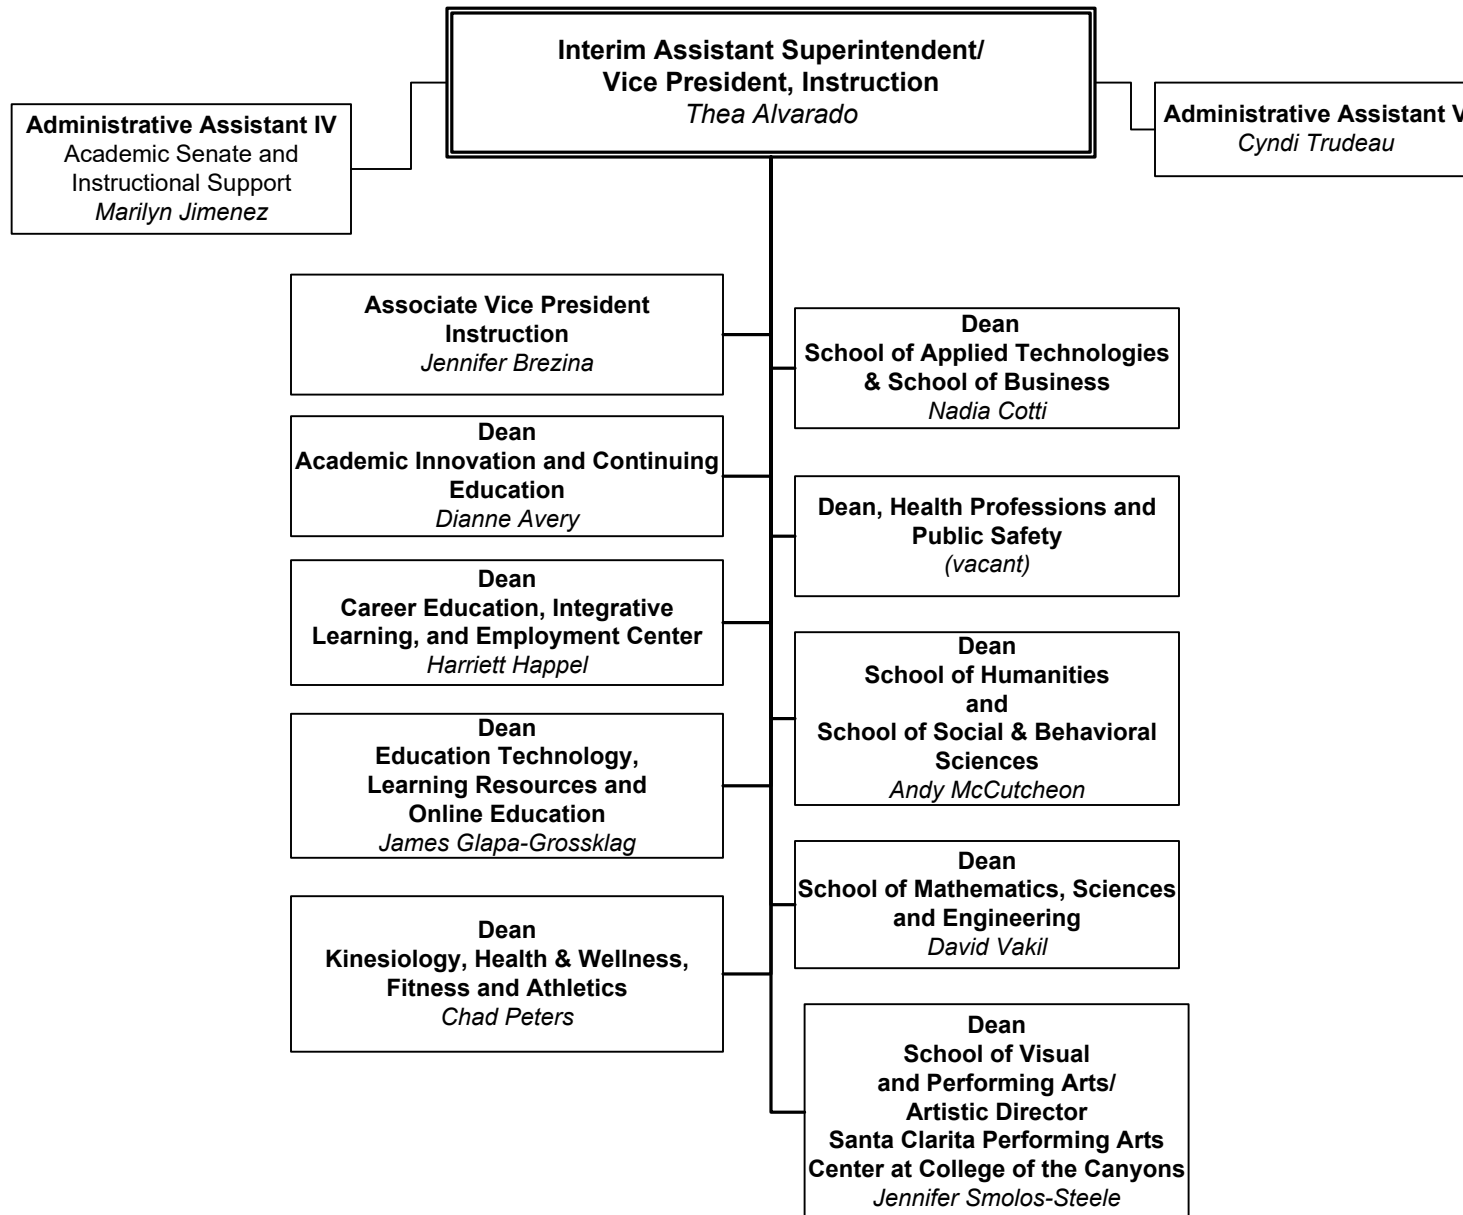 Interim Assistant Superintendent/
Vice President, Instruction
Thea Alvarado
Administrative Assistant IV
Academic Senate and
Instructional Support
Marilyn Jimenez
Administrative Assistant V
Cyndi Trudeau
Associate Vice President
Instruction
Jennifer Brezina
Dean
Academic Innovation and Continuing
Education
Dianne Avery
Dean
Career Education, Integrative
Learning, and Employment Center
Harriett Happel
Dean
Education Technology,
Learning Resources and
Online Education
James Glapa-Grossklag
Dean
Kinesiology, Health & Wellness,
Fitness and Athletics
Chad Peters
Dean
School of Applied Technologies
& School of Business
Nadia Cotti
Dean, Health Professions and
Public Safety
(vacant)
Dean
School of Humanities
and
School of Social & Behavioral
Sciences
Andy McCutcheon
Dean
School of Mathematics, Sciences
and Engineering
David Vakil
Dean
School of Visual
and Performing Arts/
Artistic Director
Santa Clarita Performing Arts
Center at College of the Canyons
Jennifer Smolos-Steele